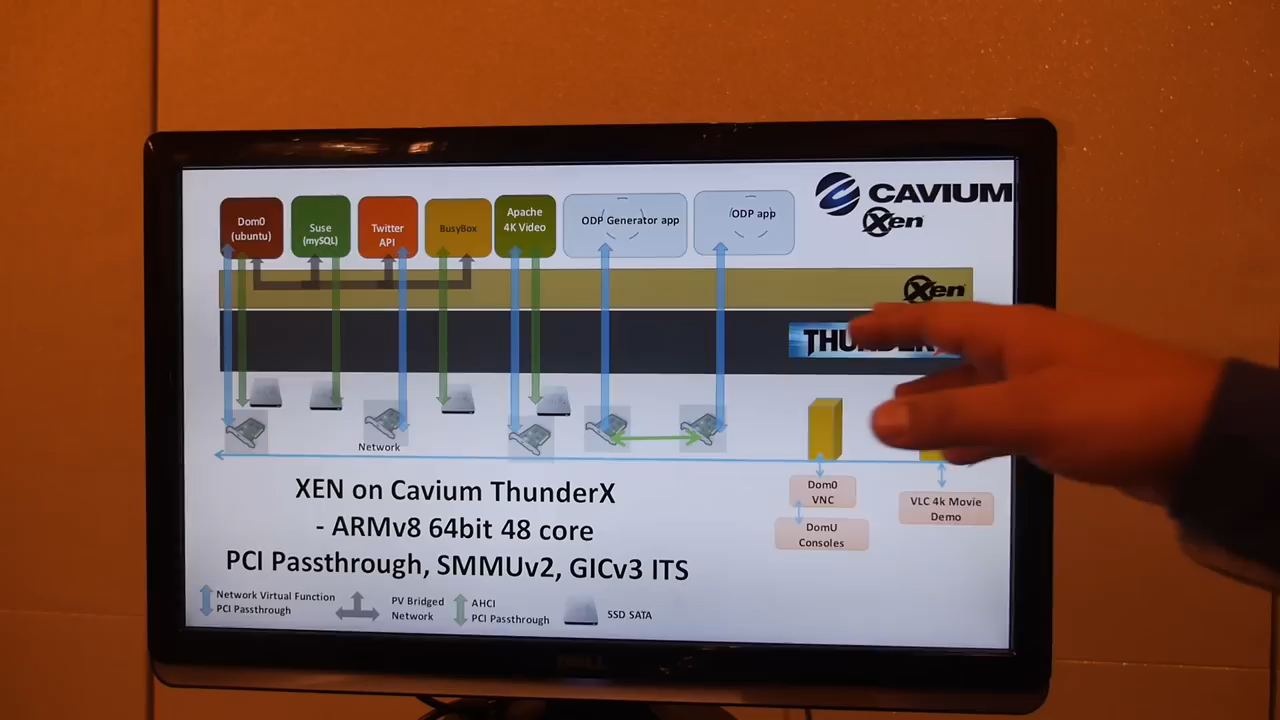 CAVIUM
Xen
Dom0
(ubuntu)
Suse
(mySQL)
Twitter
API
BusyBox
Apache
4K Video
ODP Generator app
ODP app
Xen
Network
Dom0
VNC
DomU
Consoles
VLC 4k Movie
Demo
XEN on Cavium ThunderX
- ARMv8 64bit 48 core
PCI Passthrough, SMMUv2, GICv3 ITS
Network Virtual Function
PCI Passthrough
PV Bridged
Network
AHCI
PCI Passthrough
SSD SATA
DELL